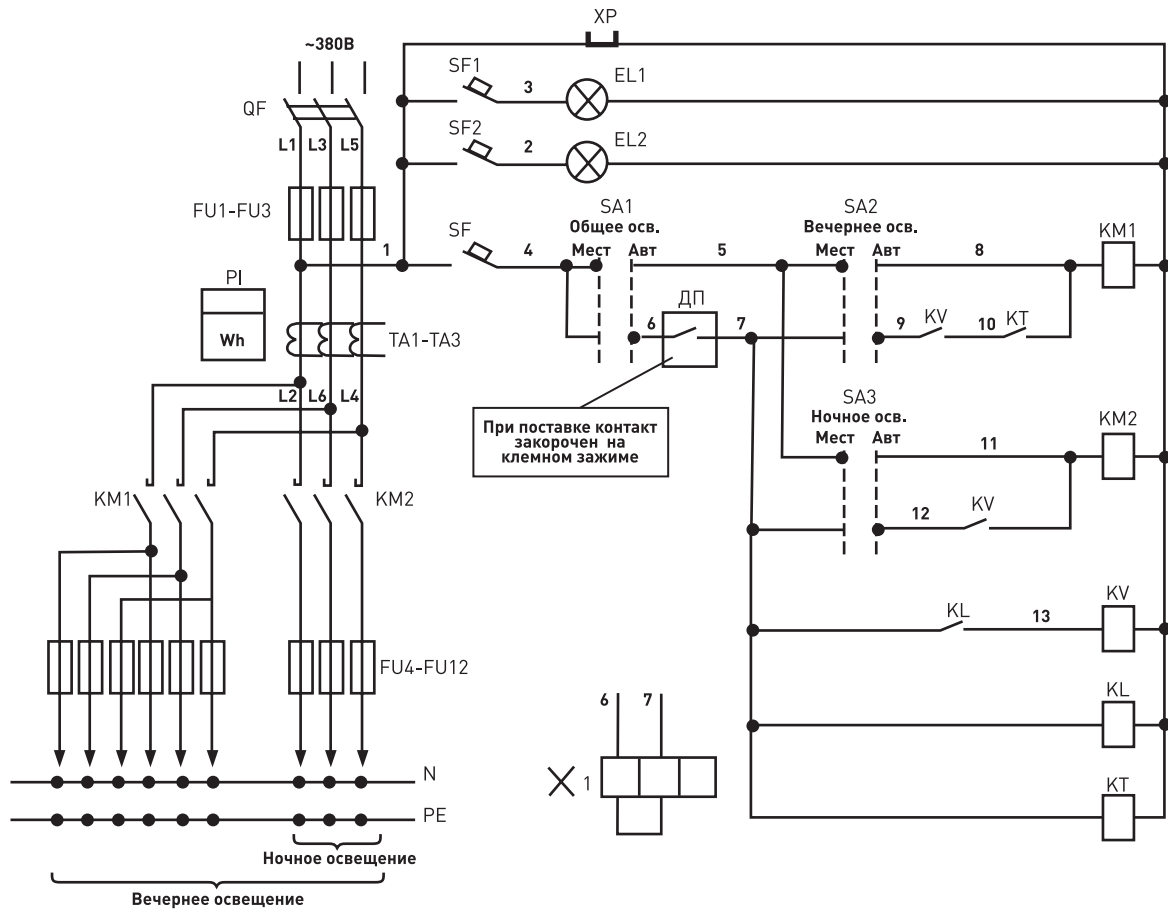 XP
~380В
SF1
3
EL1
QF
SF2
2
EL2
L1 L3 L5
FU1-FU3
SA1
Общее осв.
SA2
Вечернее осв.
KM1
1
SF
4
Мест Авт
5
Мест Авт
8
PI
Wh
ДП
6
7
9
KV
10
KT
TA1-TA3
L2 L6 L4
При поставке контакт
закорочен на
клемном зажиме
SA3
Ночное осв.
Мест Авт
11
KM2
KM1
KM2
12
KV
KL
13
KV
FU4-FU12
6
7
KL
1
N
KT
PE
Ночное освещение
Вечернее освещение